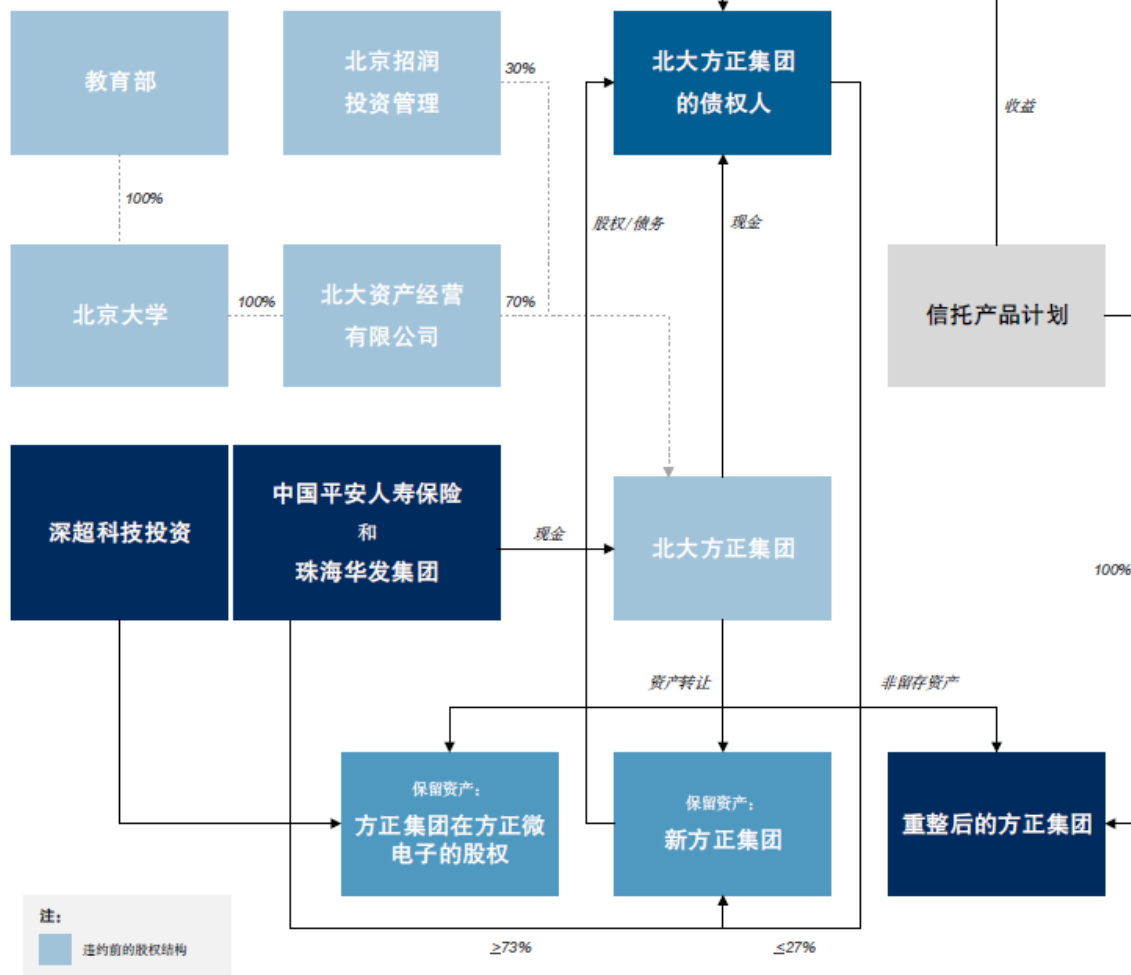 教育部
北京招润
投资管理
30%
北大方正集团
的债权人
收益
100%
股权/债务
现金
北京大学
100%
北大资产经营
有限公司
70%
信托产品计划
深超科技投资
中国平安人寿保险
和
珠海华发集团
现金
北大方正集团
100%
资产转让
非留存资产
保留资产：
方正集团在方正微
电子的股权
保留资产：
新方正集团
重整后的方正集团
注：
违约前的股权结构
≥73%
≤27%